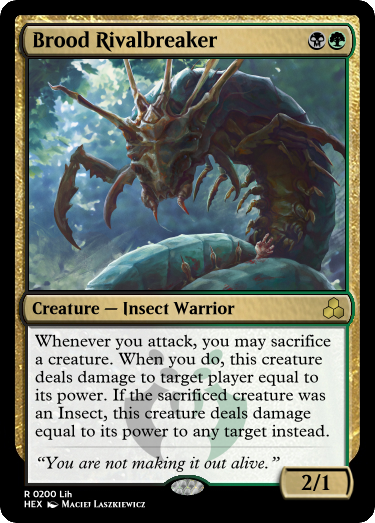 Brood Rivalbreaker
Creature — Insect Warrior
Whenever you attack, you may sacrifice
a creature. When you do, this creature
deals damage to target player equal to
its power. If the sacrificed creature was
an Insect, this creature deals damage
equal to its power to any target instead.
“You are not making it out alive.”
2/1
R 0200 Lih
HEX Maciej Laszkiewicz